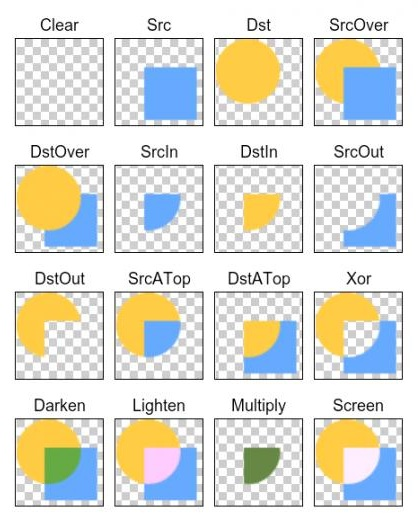 Clear Src Dst SrcOver
DstOver SrcIn DstIn SrcOut
DstOut SrcATop DstATop Xor
Darken Lighten Multiply Screen